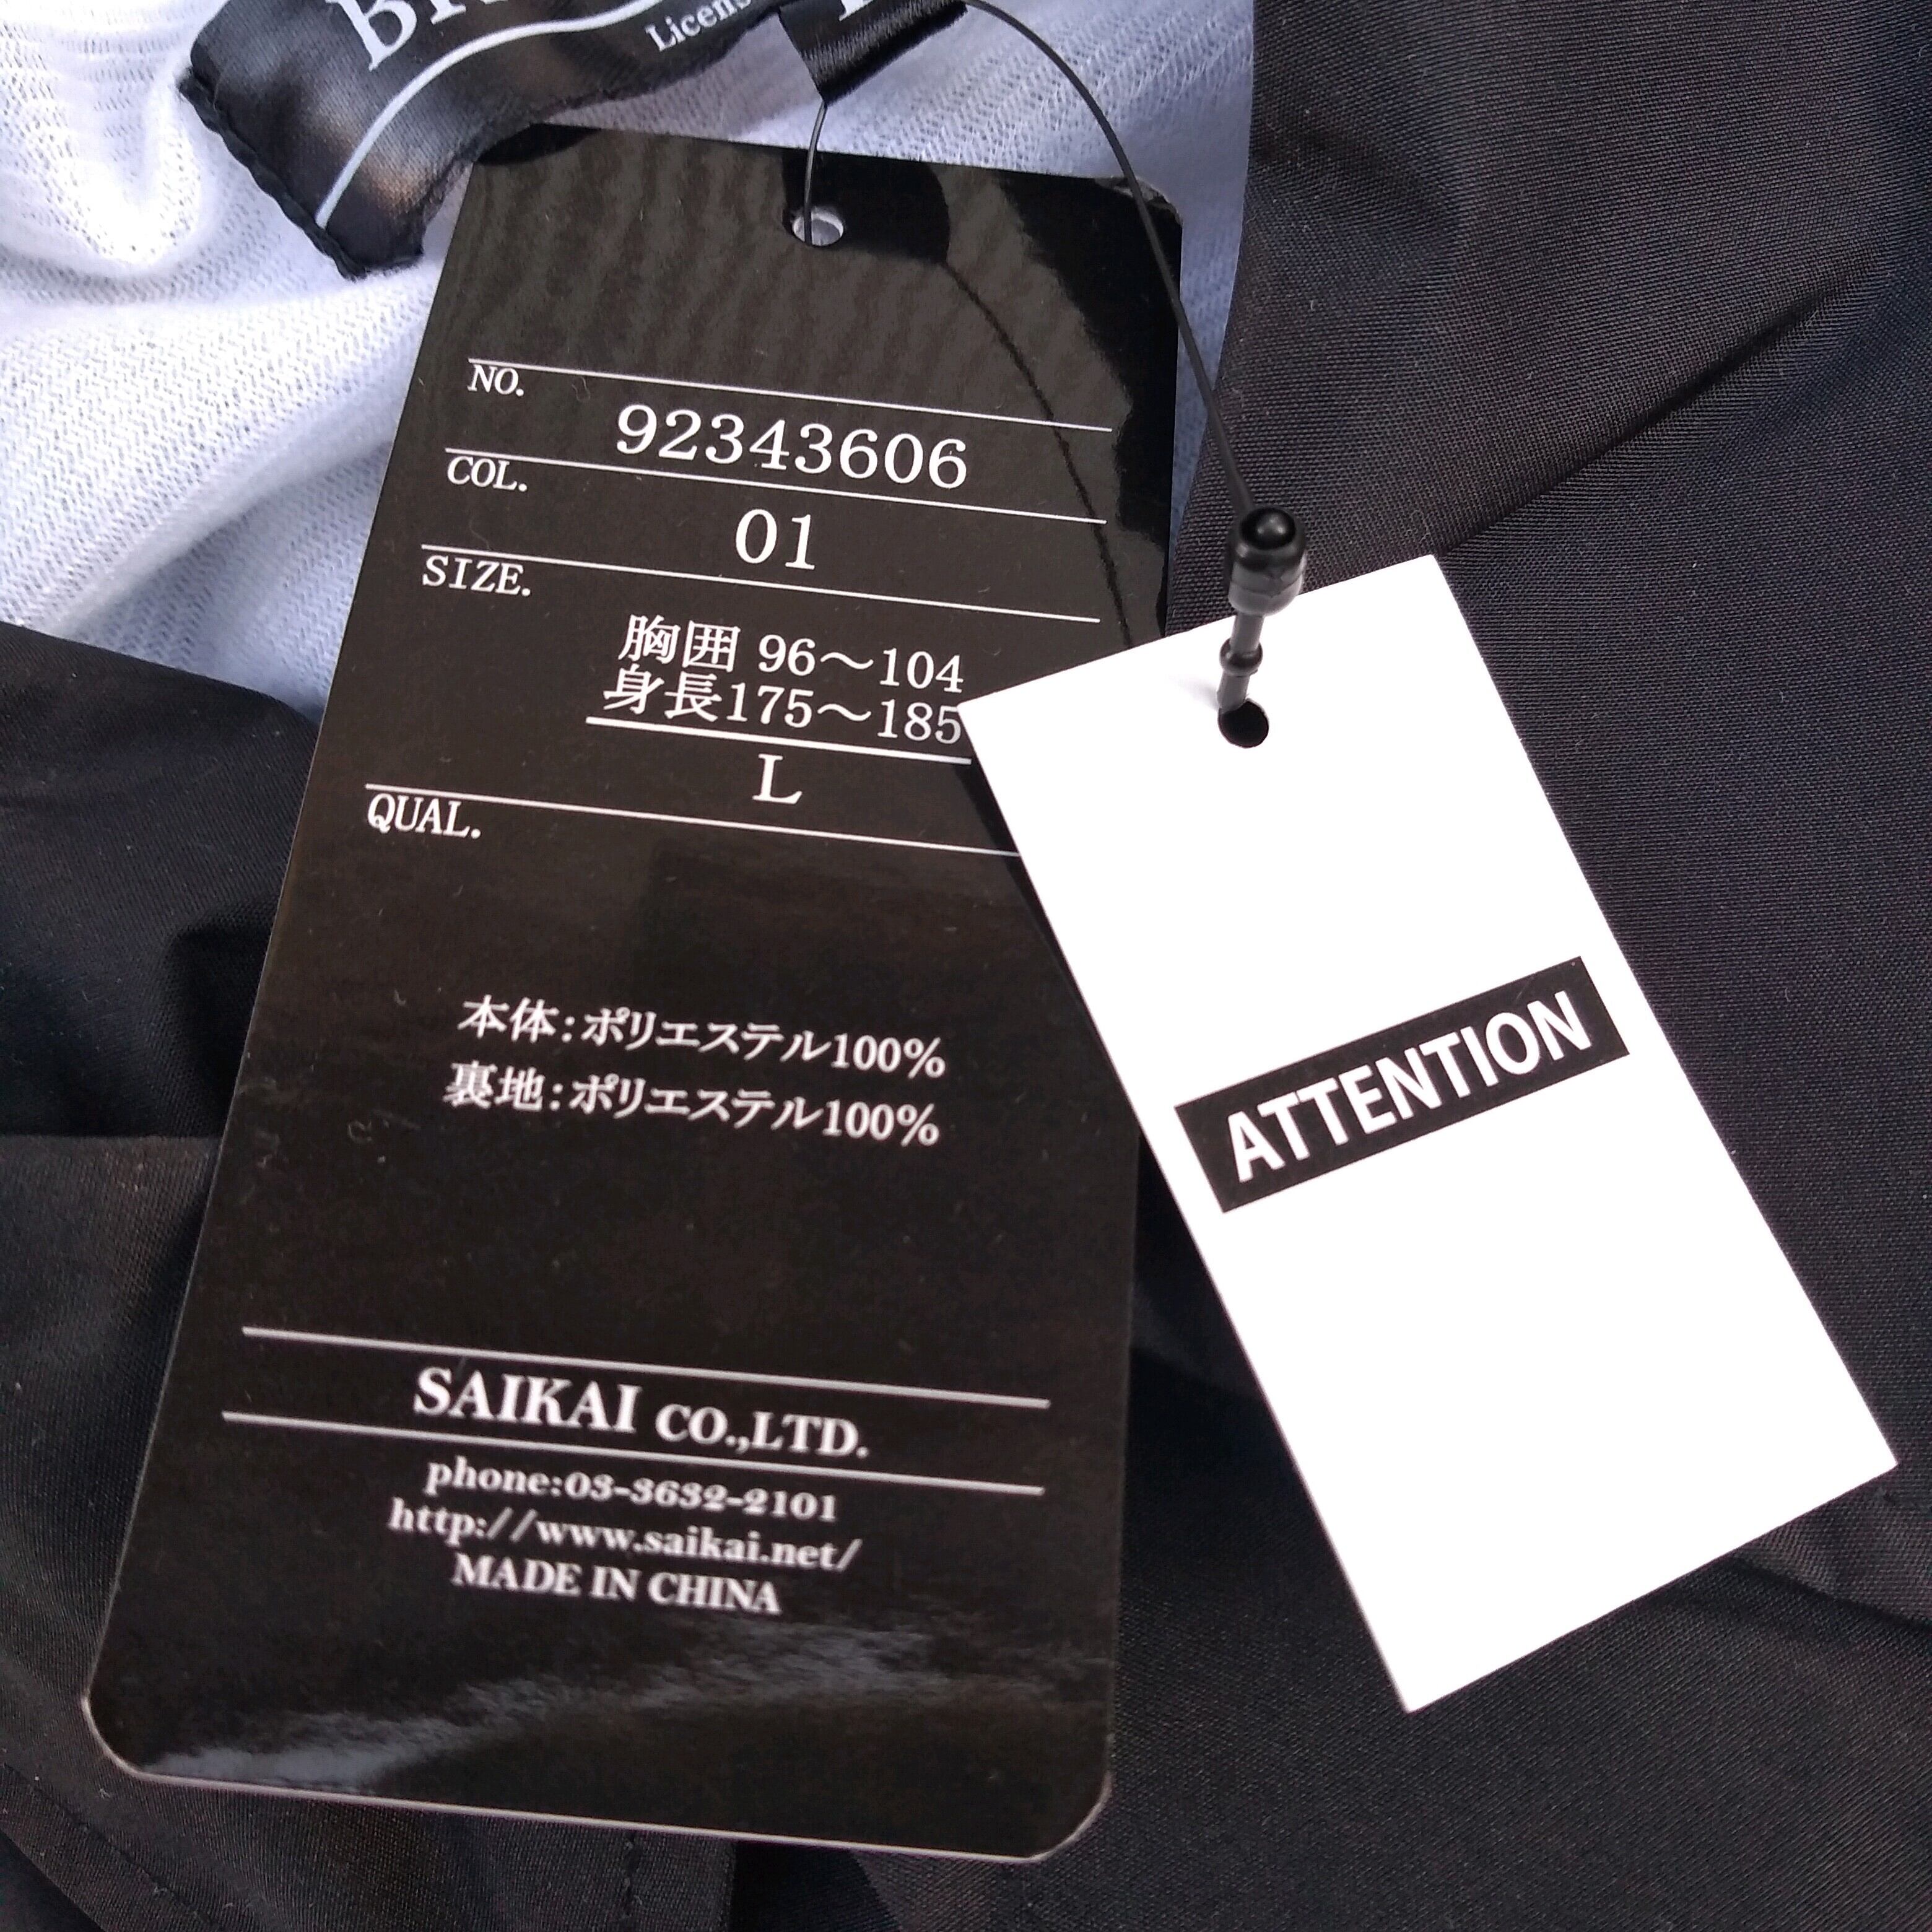 NO.
92343606
COL.
01
SIZE.
胸囲 96～104
身長175～185
L
QUAL.
本体:ポリエステル100%
裏地:ポリエステル100%
SAIKAI CO.,LTD.
phone:03-3632-2101
http://www.saikai.net/
MADE IN CHINA
ATTENTION